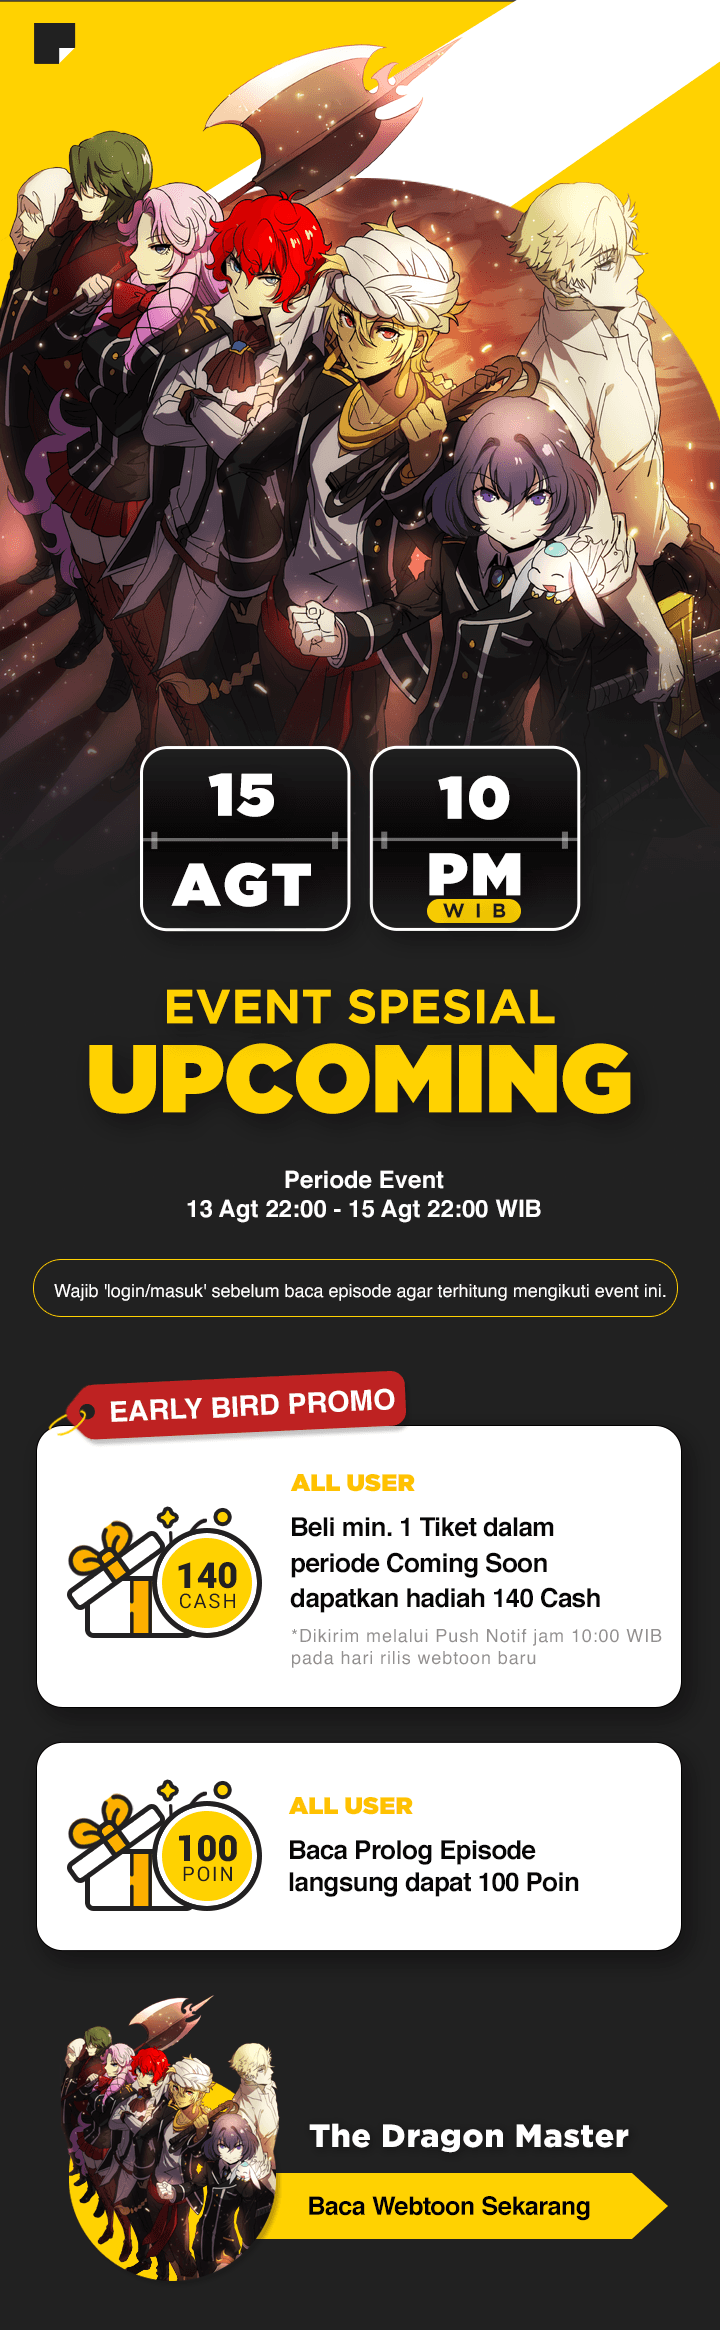 15
AGT
10
PM
WIB
EVENT SPESIAL
UPCOMING
Periode Event
13 Agt 22:00 - 15 Agt 22:00 WIB
Wajib 'login/masuk' sebelum baca episode agar terhitung mengikuti event ini.
EARLY BIRD PROMO
140
CASH
ALL USER
Beli min. 1 Tiket dalam
periode Coming Soon
dapatkan hadiah 140 Cash
*Dikirim melalui Push Notif jam 10:00 WIB
pada hari rilis webtoon baru
100
POIN
ALL USER
Baca Prolog Episode
langsung dapat 100 Poin
The Dragon Master
Baca Webtoon Sekarang